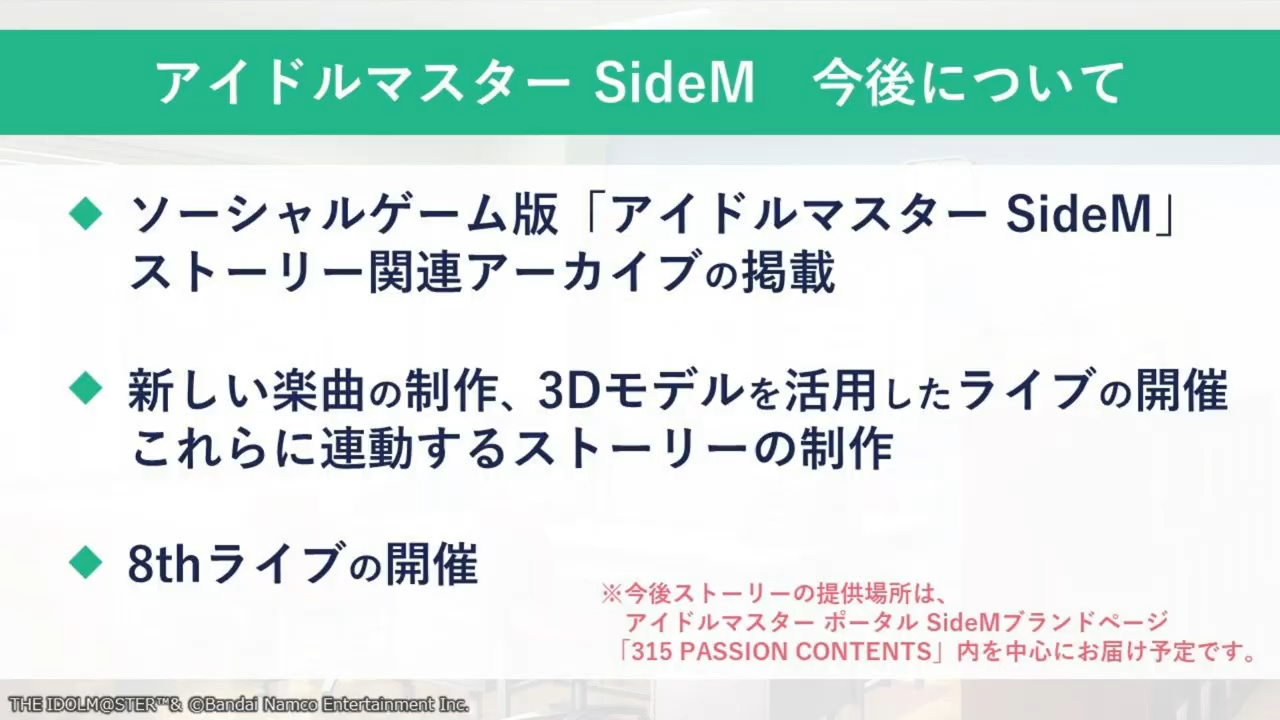 アイドルマスター SideM　今後について
◆ ソーシャルゲーム版「アイドルマスター SideM」
ストーリー関連アーカイブの掲載
◆ 新しい楽曲の制作、3Dモデルを活用したライブの開催
これらに連動するストーリーの制作
◆ 8thライブの開催
※今後ストーリーの提供場所は、
アイドルマスター ポータル SideMブランドページ
「315 PASSION CONTENTS」内を中心にお届け予定です。
THE IDOLM@STER™& ©Bandai Namco Entertainment Inc.